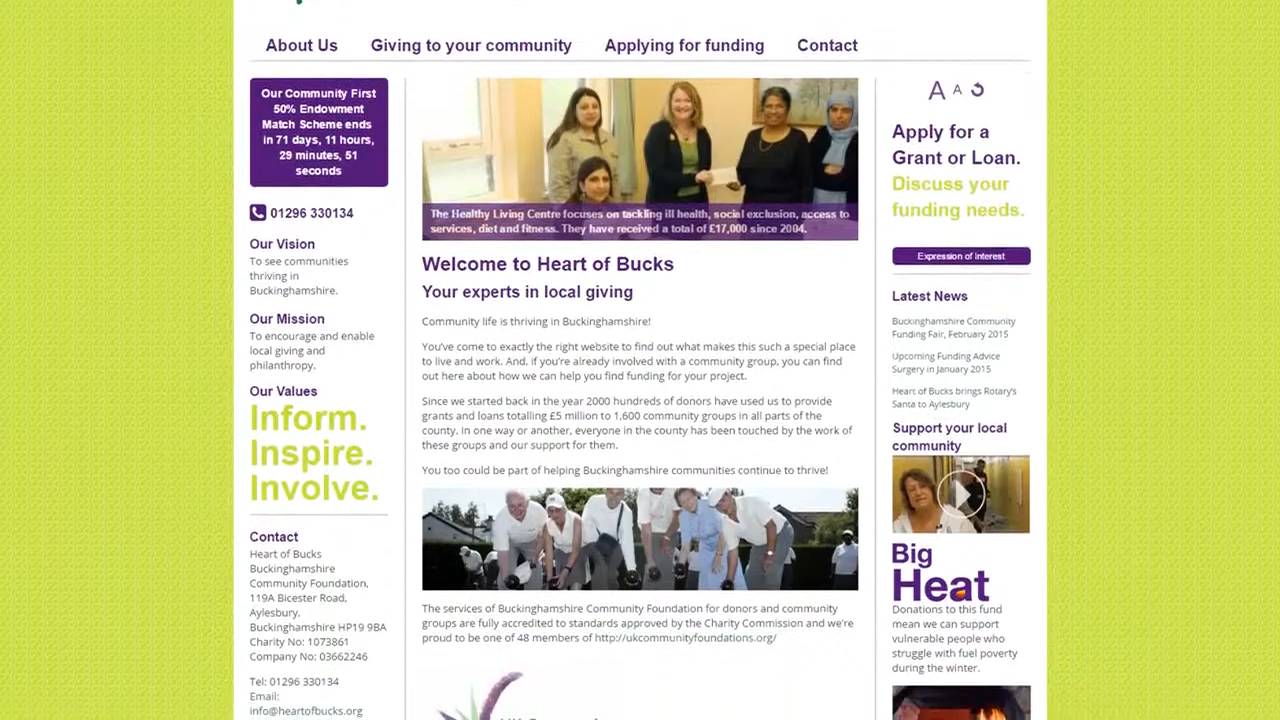 About Us
Giving to your community
Applying for funding
Contact
Our Community First
50% Endowment
Match Scheme ends
in 71 days, 11 hours,
29 minutes, 51
seconds
01296 330134
Our Vision
To see communities
thriving in
Buckinghamshire.
Our Mission
To encourage and enable
local giving and
philanthropy.
Our Values
Inform.
Inspire.
Involve.
Contact
Heart of Bucks
Buckinghamshire
Community Foundation,
119A Bicester Road,
Aylesbury,
Buckinghamshire HP19 9BA
Charity No: 1073861
Company No: 03662246
Tel: 01296 330134
Email:
info@heartofbucks.org
The Healthy Living Centre focuses on tackling ill health, social exclusion, access to
services, diet and fitness. They have received a total of £17,000 since 2004.
Welcome to Heart of Bucks
Your experts in local giving
Community life is thriving in Buckinghamshire!
You've come to exactly the right website to find out what makes this such a special place
to live and work. And, if you're already involved with a community group, you can find
out here about how we can help you find funding for your project.
Since we started back in the year 2000 hundreds of donors have used us to provide
grants and loans totalling £5 million to 1,600 community groups in all parts of the
county. In one way or another, everyone in the county has been touched by the work of
these groups and our support for them.
You too could be part of helping Buckinghamshire communities continue to thrive!
The services of Buckinghamshire Community Foundation for donors and community
groups are fully accredited to standards approved by the Charity Commission and we're
proud to be one of 48 members of http://ukcommunityfoundations.org/
A A
Apply for a
Grant or Loan.
Discuss your
funding needs.
Expression of interest
Latest News
Buckinghamshire Community
Funding Fair, February 2015
Upcoming Funding Advice
Surgery in January 2015
Heart of Bucks brings Rotary's
Santa to Aylesbury
Support your local
community
Big
Heat
Donations to this fund
mean we can support
vulnerable people who
struggle with fuel poverty
during the winter.